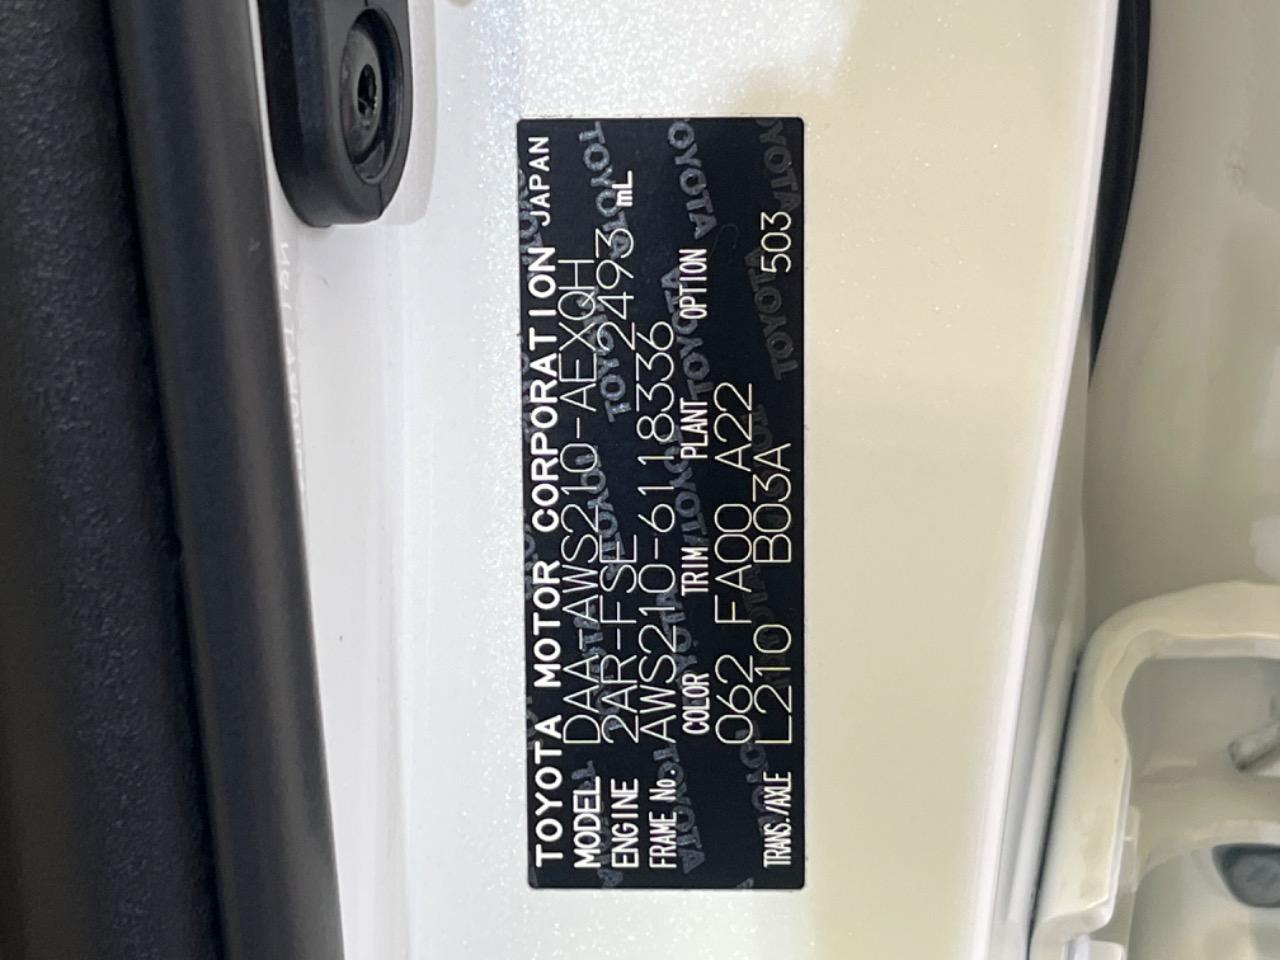 TOYOTA MOTOR CORPORATION JAPAN
MODEL DAA-AWS210-AEXQH
ENGINE 2AR-FSE 2493 mL
FRAME No. AWS210-6118336
COLOR TRIM PLANT OPTION
062 FA00 A22
TRANS./AXLE L210 B03A 503